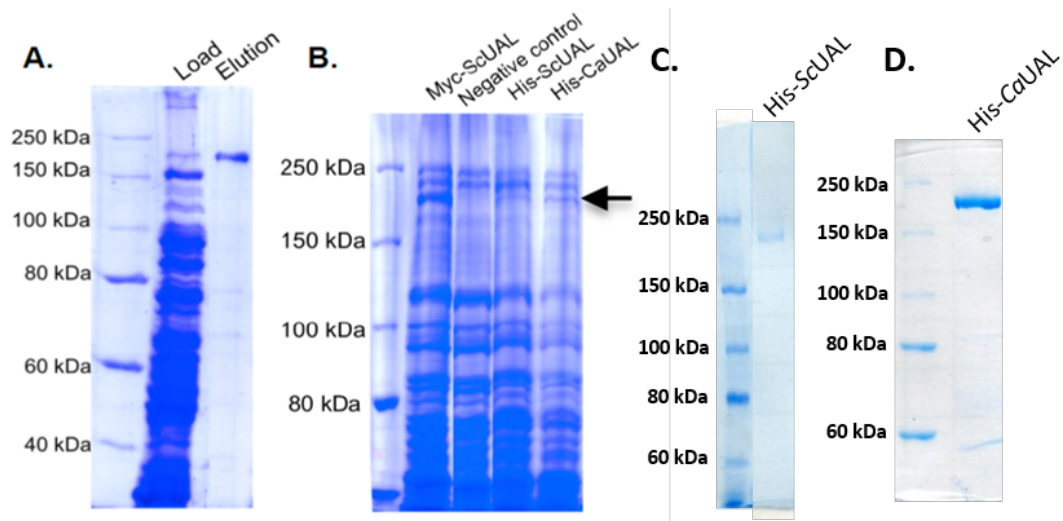 A.
Load
Elution
250 kDa
150 kDa
100 kDa
80 kDa
60 kDa
40 kDa
B.
Myc-ScUAL
Negative control
His-ScUAL
His-CaUAL
250 kDa
150 kDa
100 kDa
80 kDa
C.
His-ScUAL
250 kDa
150 kDa
100 kDa
80 kDa
60 kDa
D.
His-CaUAL
250 kDa
150 kDa
100 kDa
80 kDa
60 kDa